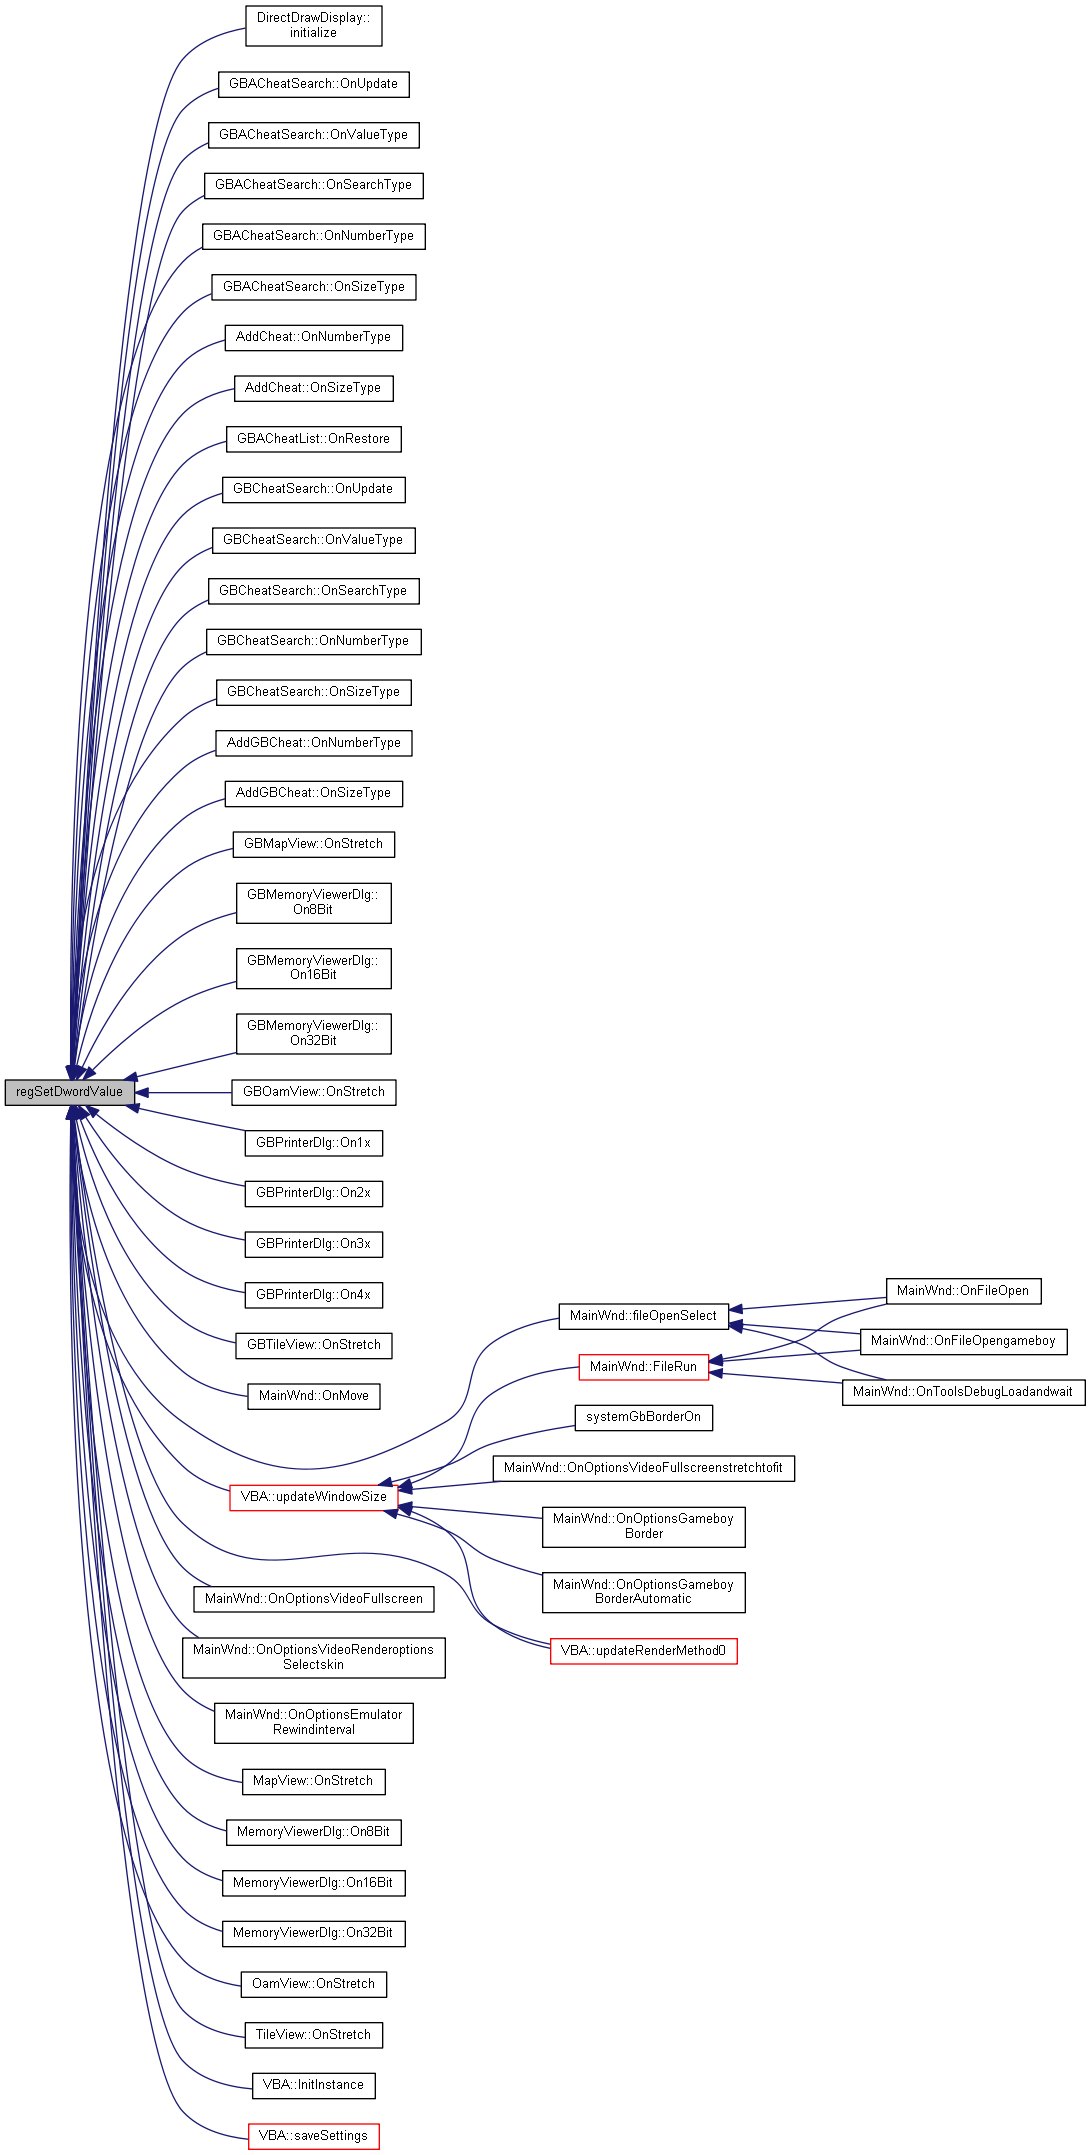 DirectDrawDisplay::
initialize
GBACheatSearch::OnUpdate
GBACheatSearch::OnValueType
GBACheatSearch::OnSearchType
GBACheatSearch::OnNumberType
GBACheatSearch::OnSizeType
AddCheat::OnNumberType
AddCheat::OnSizeType
GBACheatList::OnRestore
GBCheatSearch::OnUpdate
GBCheatSearch::OnValueType
GBCheatSearch::OnSearchType
GBCheatSearch::OnNumberType
GBCheatSearch::OnSizeType
AddGBCheat::OnNumberType
AddGBCheat::OnSizeType
GBMapView::OnStretch
GBMemoryViewerDlg::
On8Bit
GBMemoryViewerDlg::
On16Bit
GBMemoryViewerDlg::
On32Bit
regSetDwordValue
GBOamView::OnStretch
GBPrinterDlg::On1x
GBPrinterDlg::On2x
GBPrinterDlg::On3x
GBPrinterDlg::On4x
GBTileView::OnStretch
MainWnd::OnMove
MainWnd::fileOpenSelect
MainWnd::OnFileOpen
MainWnd::OnFileOpengameboy
MainWnd::FileRun
MainWnd::OnToolsDebugLoadandwait
systemGbBorderOn
MainWnd::OnOptionsVideoFullscreenstretchtofit
VBA::updateWindowSize
MainWnd::OnOptionsGameboy
Border
MainWnd::OnOptionsGameboy
BorderAutomatic
VBA::updateRenderMethod0
MainWnd::OnOptionsVideoFullscreen
MainWnd::OnOptionsVideoRenderoptions
Selectskin
MainWnd::OnOptionsEmulator
Rewindinterval
MapView::OnStretch
MemoryViewerDlg::On8Bit
MemoryViewerDlg::On16Bit
MemoryViewerDlg::On32Bit
OamView::OnStretch
TileView::OnStretch
VBA::InitInstance
VBA::saveSettings